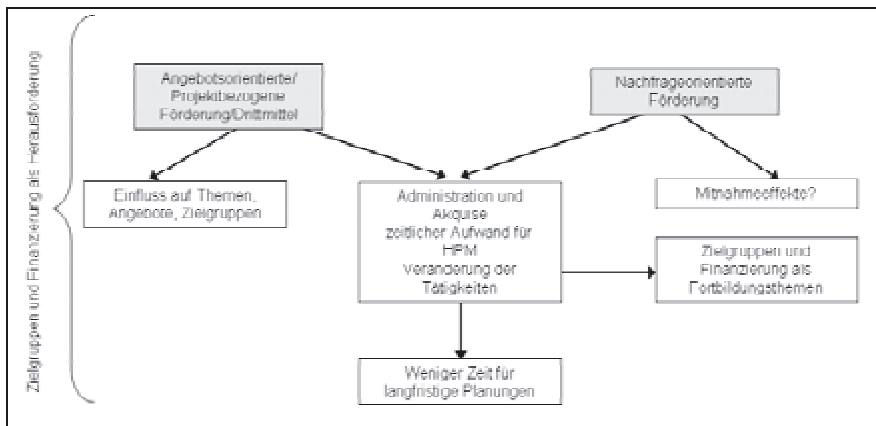 Zielgruppen und Finanzierung als Herausforderung
Angebotsorientierte/
Projektbezogene
Förderung/Drittmittel
Nachfrageorientierte
Förderung
Einfluss auf Themen,
Angebote, Zielgruppen
Administration und
Akquise
zeitlicher Aufwand für
HPM
Veränderung der
Tätigkeiten
Mitnahmeeffekte?
Zielgruppen und
Finanzierung als
Fortbildungsthemen
Weniger Zeit für
langfristige Planungen